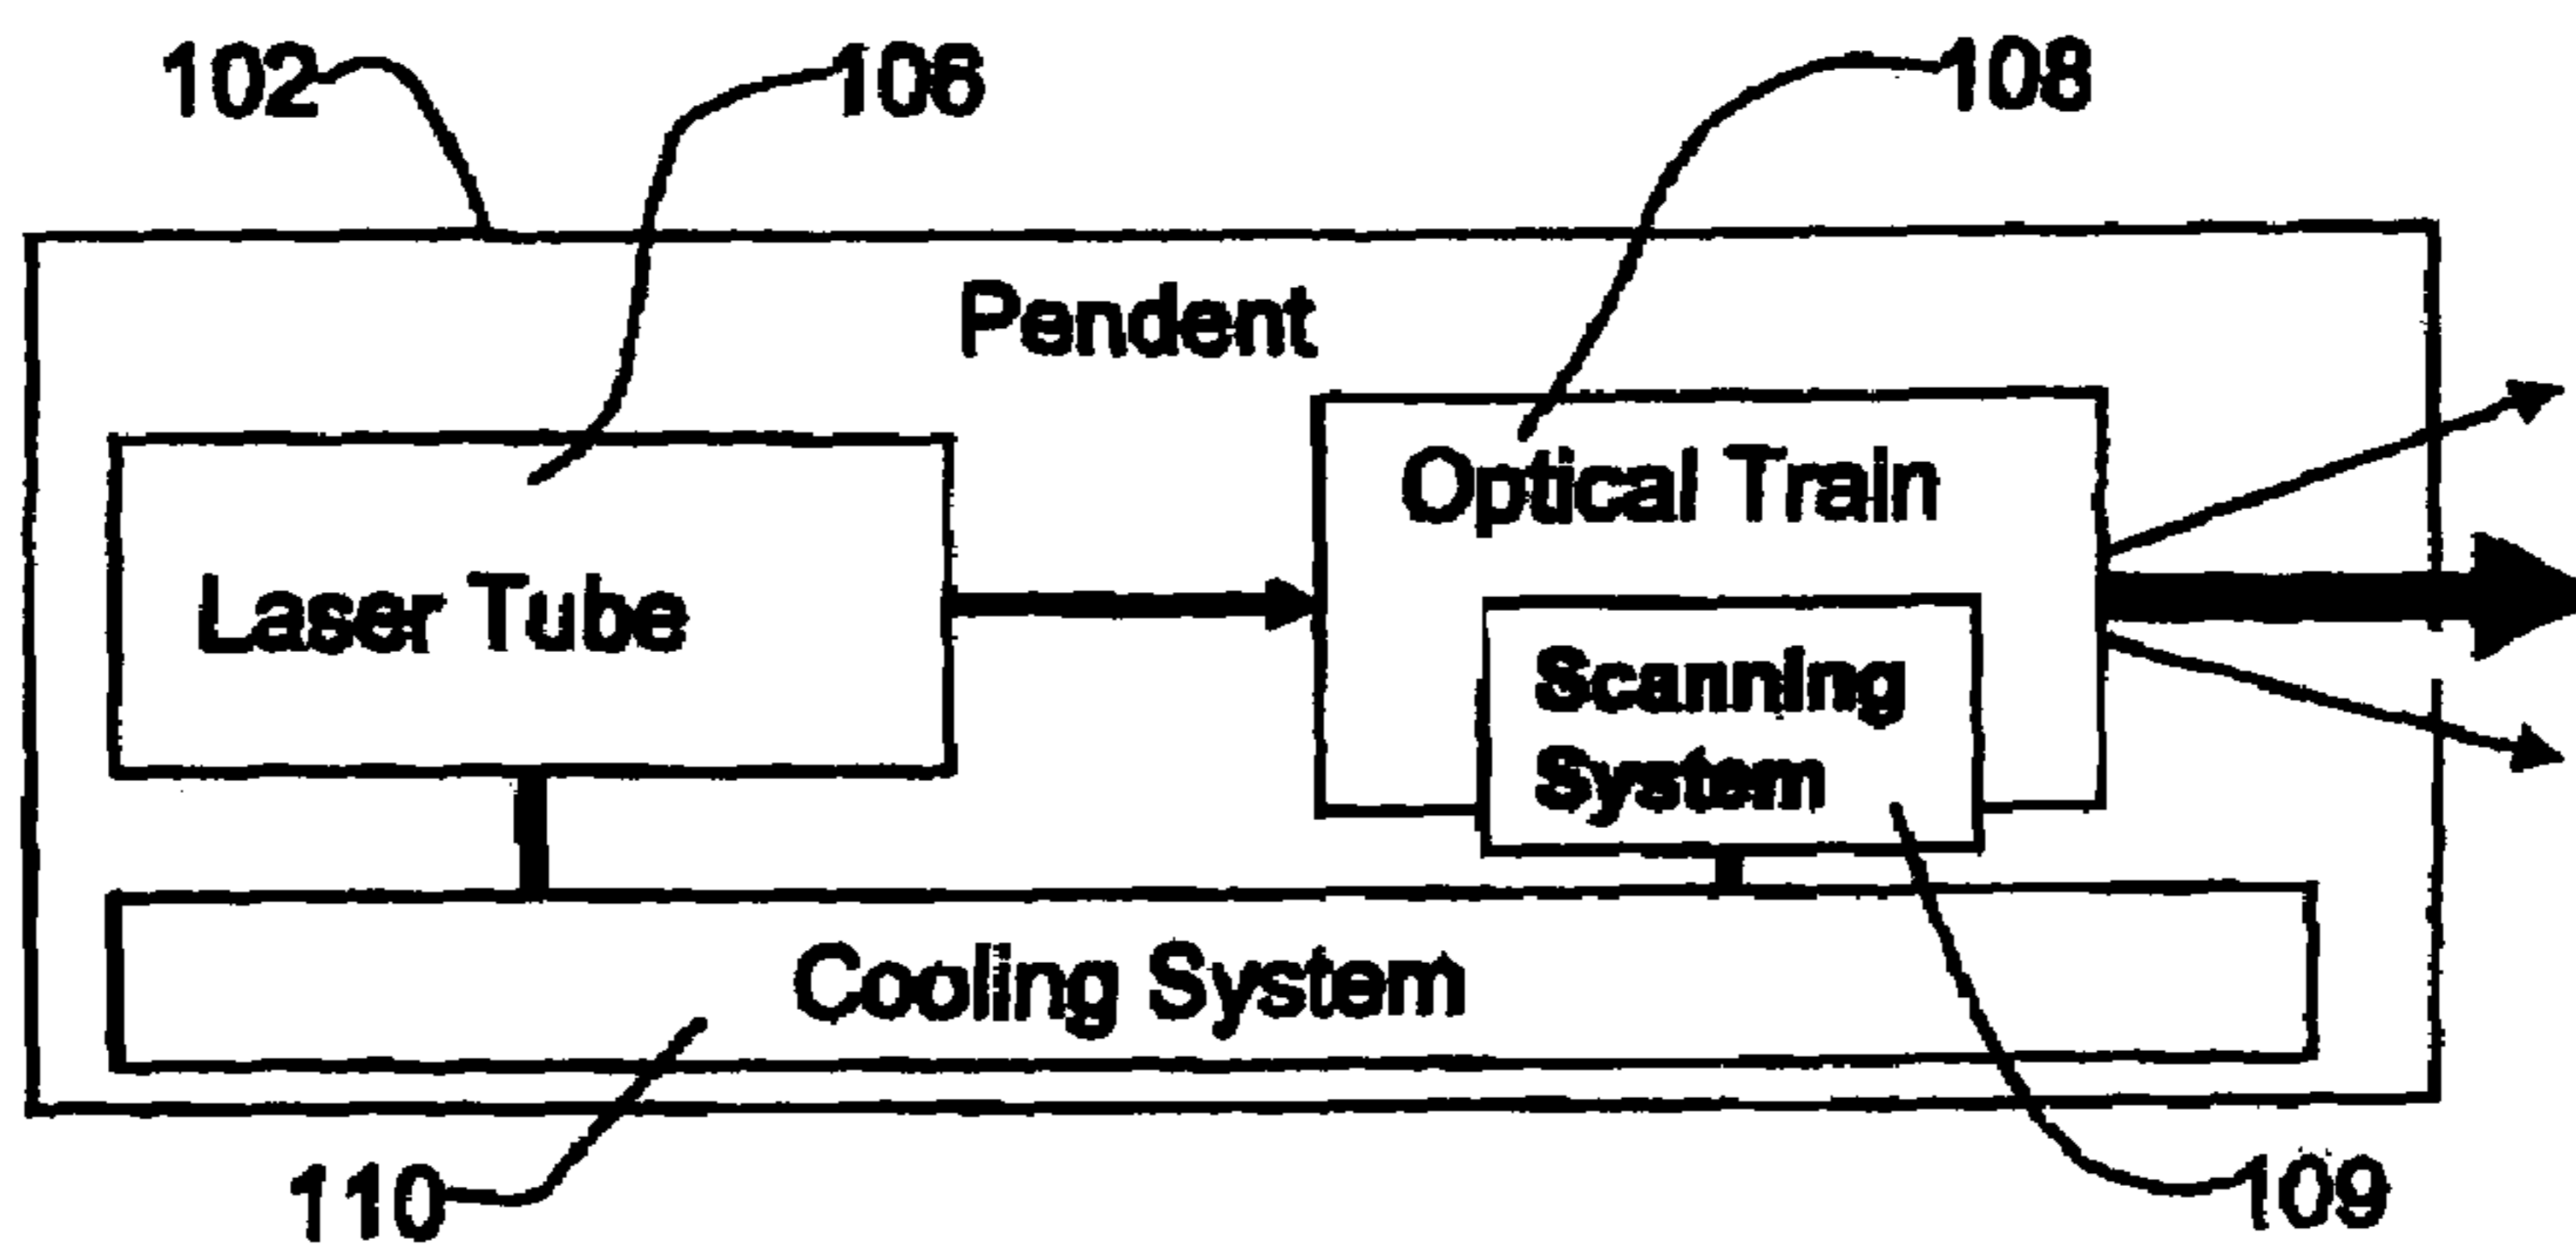 102
106
108
Pendent
Optical Train
Laser Tube
Scanning
System
Cooling System
110
109